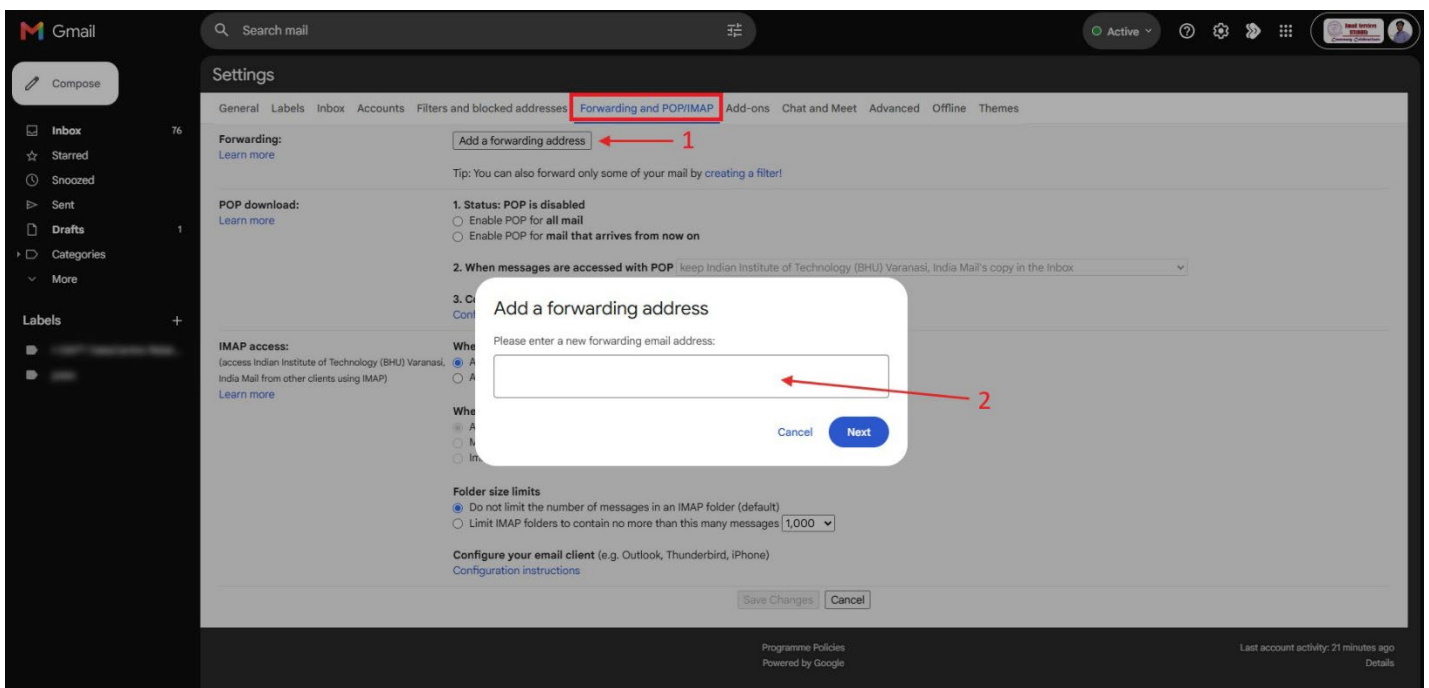 Gmail
Search mail
Active
Compose
Settings
General Labels Inbox Accounts Filters and blocked addresses Forwarding and POP/IMAP Add-ons Chat and Meet Advanced Offline Themes
Inbox 76
Starred
Snoozed
Sent
Drafts 1
Categories
More
Labels +
Forwarding:
Learn more
Add a forwarding address
1
Tip: You can also forward only some of your mail by creating a filter!
POP download:
Learn more
1. Status: POP is disabled
Enable POP for all mail
Enable POP for mail that arrives from now on
2. When messages are accessed with POP keep Indian Institute of Technology (BHU) Varanasi, India Mail's copy in the Inbox
3. C
Conf
Add a forwarding address
Please enter a new forwarding email address:
2
Cancel Next
IMAP access:
(access Indian Institute of Technology (BHU) Varanasi,
India Mail from other clients using IMAP)
Learn more
Whe
A
A
Whe
A
M
Im
Folder size limits
Do not limit the number of messages in an IMAP folder (default)
Limit IMAP folders to contain no more than this many messages 1,000
Configure your email client (e.g. Outlook, Thunderbird, iPhone)
Configuration instructions
Save Changes Cancel
Programme Policies
Powered by Google
Last account activity: 21 minutes ago
Details